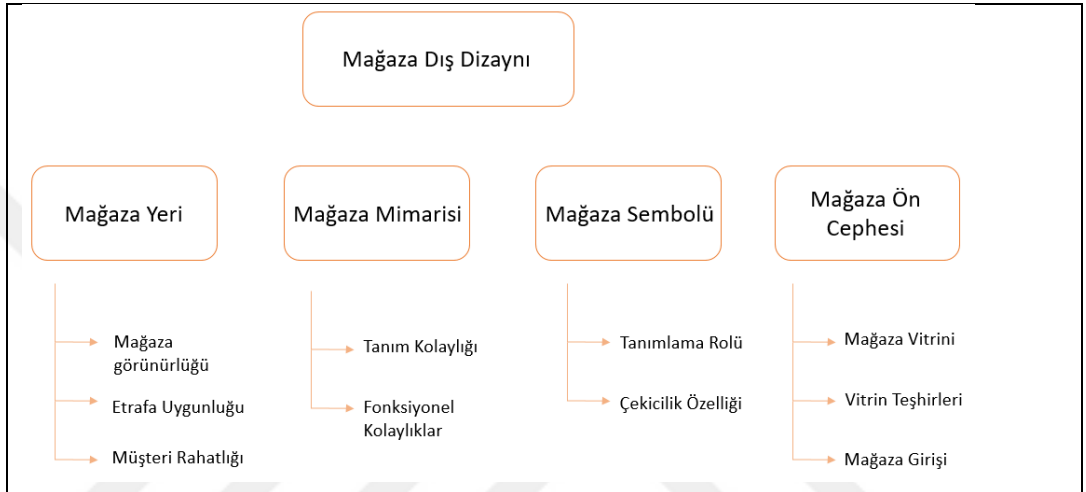 Mağaza Dış Dizaynı
Mağaza Yeri
Mağaza görünürlüğü
Etrafa Uygunluğu
Müşteri Rahatlığı
Mağaza Mimarisi
Tanım Kolaylığı
Fonksiyonel
Kolaylıklar
Mağaza Sembolü
Tanımlama Rolü
Çekicilik Özelliği
Mağaza Ön
Cephesi
Mağaza Vitrini
Vitrin Teşhirleri
Mağaza Girişi